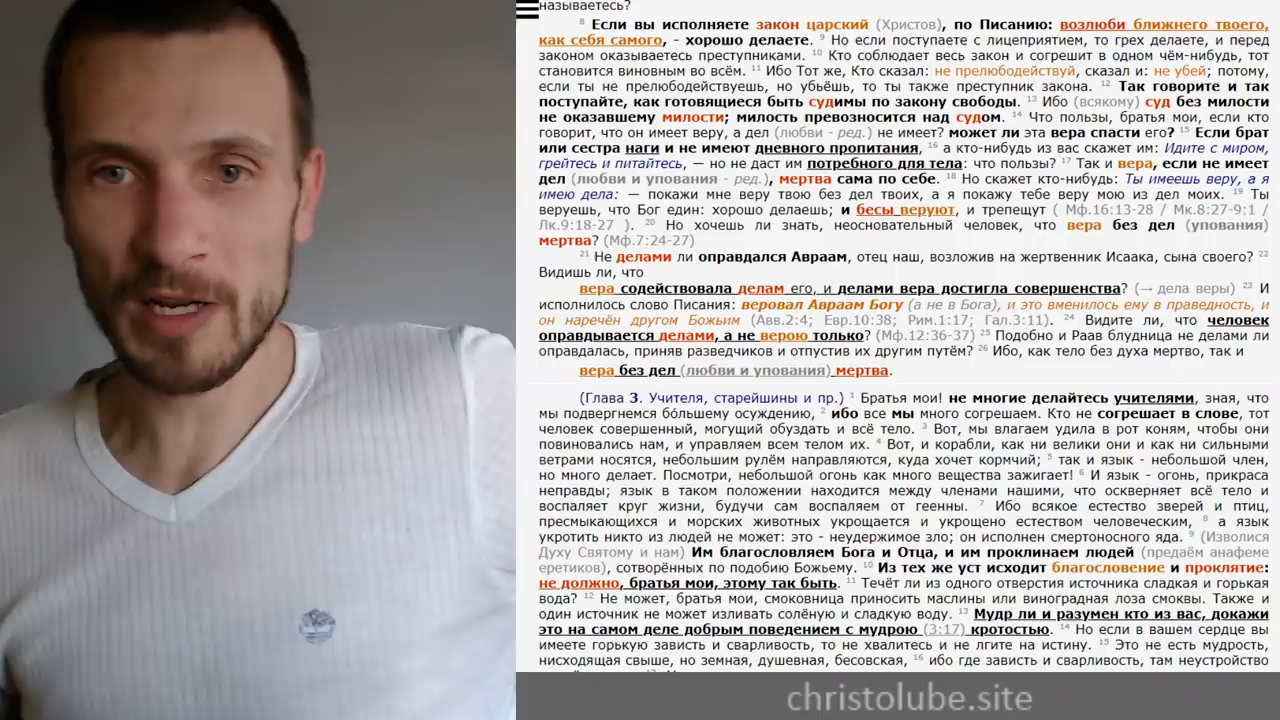 называетесь?
8 Если вы исполняете закон царский (Христов), по Писанию: возлюби ближнего твоего,
как себя самого, - хорошо делаете. 9 Но если поступаете с лицеприятием, то грех делаете, и перед
законом оказываетесь преступниками. 10 Кто соблюдает весь закон и согрешит в одном чём-нибудь, тот
становится виновным во всём. 11 Ибо Тот же, Кто сказал: не прелюбодействуй, сказал и: не убей; потому,
если ты не прелюбодействуешь, но убьёшь, то ты также преступник закона. 12 Так говорите и так
поступайте, как готовящиеся быть судимы по закону свободы. 13 Ибо (всякому) суд без милости
не оказавшему милости; милость превозносится над судом. 14 Что пользы, братья мои, если кто
говорит, что он имеет веру, а дел (любви - ред.) не имеет? может ли эта вера спасти его? 15 Если брат
или сестра наги и не имеют дневного пропитания, 16 а кто-нибудь из вас скажет им: Идите с миром,
грейтесь и питайтесь, — но не даст им потребного для тела: что пользы? 17 Так и вера, если не имеет
дел (любви и упования - ред.), мертва сама по себе. 18 Но скажет кто-нибудь: Ты имеешь веру, а я
имею дела: — покажи мне веру твою без дел твоих, а я покажу тебе веру мою из дел моих. 19 Ты
веруешь, что Бог един: хорошо делаешь; и бесы веруют, и трепещут ( Мф.16:13-28 / Мк.8:27-9:1 /
Лк.9:18-27 ). 20 Но хочешь ли знать, неосновательный человек, что вера без дел (упования)
мертва? (Мф.7:24-27)
21 Не делами ли оправдался Авраам, отец наш, возложив на жертвенник Исаака, сына своего? 22
Видишь ли, что
вера содействовала делам его, и делами вера достигла совершенства? (→ дела веры) 23 И
исполнилось слово Писания: веровал Авраам Богу (а не в Бога), и это вменилось ему в праведность, и
он наречён другом Божьим (Авв.2:4; Евр.10:38; Рим.1:17; Гал.3:11). 24 Видите ли, что человек
оправдывается делами, а не верою только? (Мф.12:36-37) 25 Подобно и Раав блудница не делами ли
оправдалась, приняв разведчиков и отпустив их другим путём? 26 Ибо, как тело без духа мертво, так и
вера без дел (любви и упования) мертва.
(Глава 3. Учителя, старейшины и пр.) 1 Братья мои! не многие делайтесь учителями, зная, что
мы подвергнемся бóльшему осуждению, 2 ибо все мы много согрешаем. Кто не согрешает в слове, тот
человек совершенный, могущий обуздать и всё тело. 3 Вот, мы влагаем удила в рот коням, чтобы они
повиновались нам, и управляем всем телом их. 4 Вот, и корабли, как ни велики они и как ни сильными
ветрами носятся, небольшим рулём направляются, куда хочет кормчий; 5 так и язык - небольшой член,
но много делает. Посмотри, небольшой огонь как много вещества зажигает! 6 И язык - огонь, прикраса
неправды; язык в таком положении находится между членами нашими, что оскверняет всё тело и
воспаляет круг жизни, будучи сам воспаляем от геенны. 7 Ибо всякое естество зверей и птиц,
пресмыкающихся и морских животных укрощается и укрощено естеством человеческим, 8 а язык
укротить никто из людей не может: это - неудержимое зло; он исполнен смертоносного яда. 9 (Изволися
Духу Святому и нам) Им благословляем Бога и Отца, и им проклинаем людей (предаём анафеме
еретиков), сотворённых по подобию Божьему. 10 Из тех же уст исходит благословение и проклятие:
не должно, братья мои, этому так быть. 11 Течёт ли из одного отверстия источника сладкая и горькая
вода? 12 Не может, братья мои, смоковница приносить маслины или виноградная лоза смоквы. Также и
один источник не может изливать солёную и сладкую воду. 13 Мудр ли и разумен кто из вас, докажи
это на самом деле добрым поведением с мудрою (3:17) кротостью. 14 Но если в вашем сердце вы
имеете горькую зависть и сварливость, то не хвалитесь и не лгите на истину. 15 Это не есть мудрость,
нисходящая свыше, но земная, душевная, бесовская, 16 ибо где зависть и сварливость, там неустройство
christolube.site